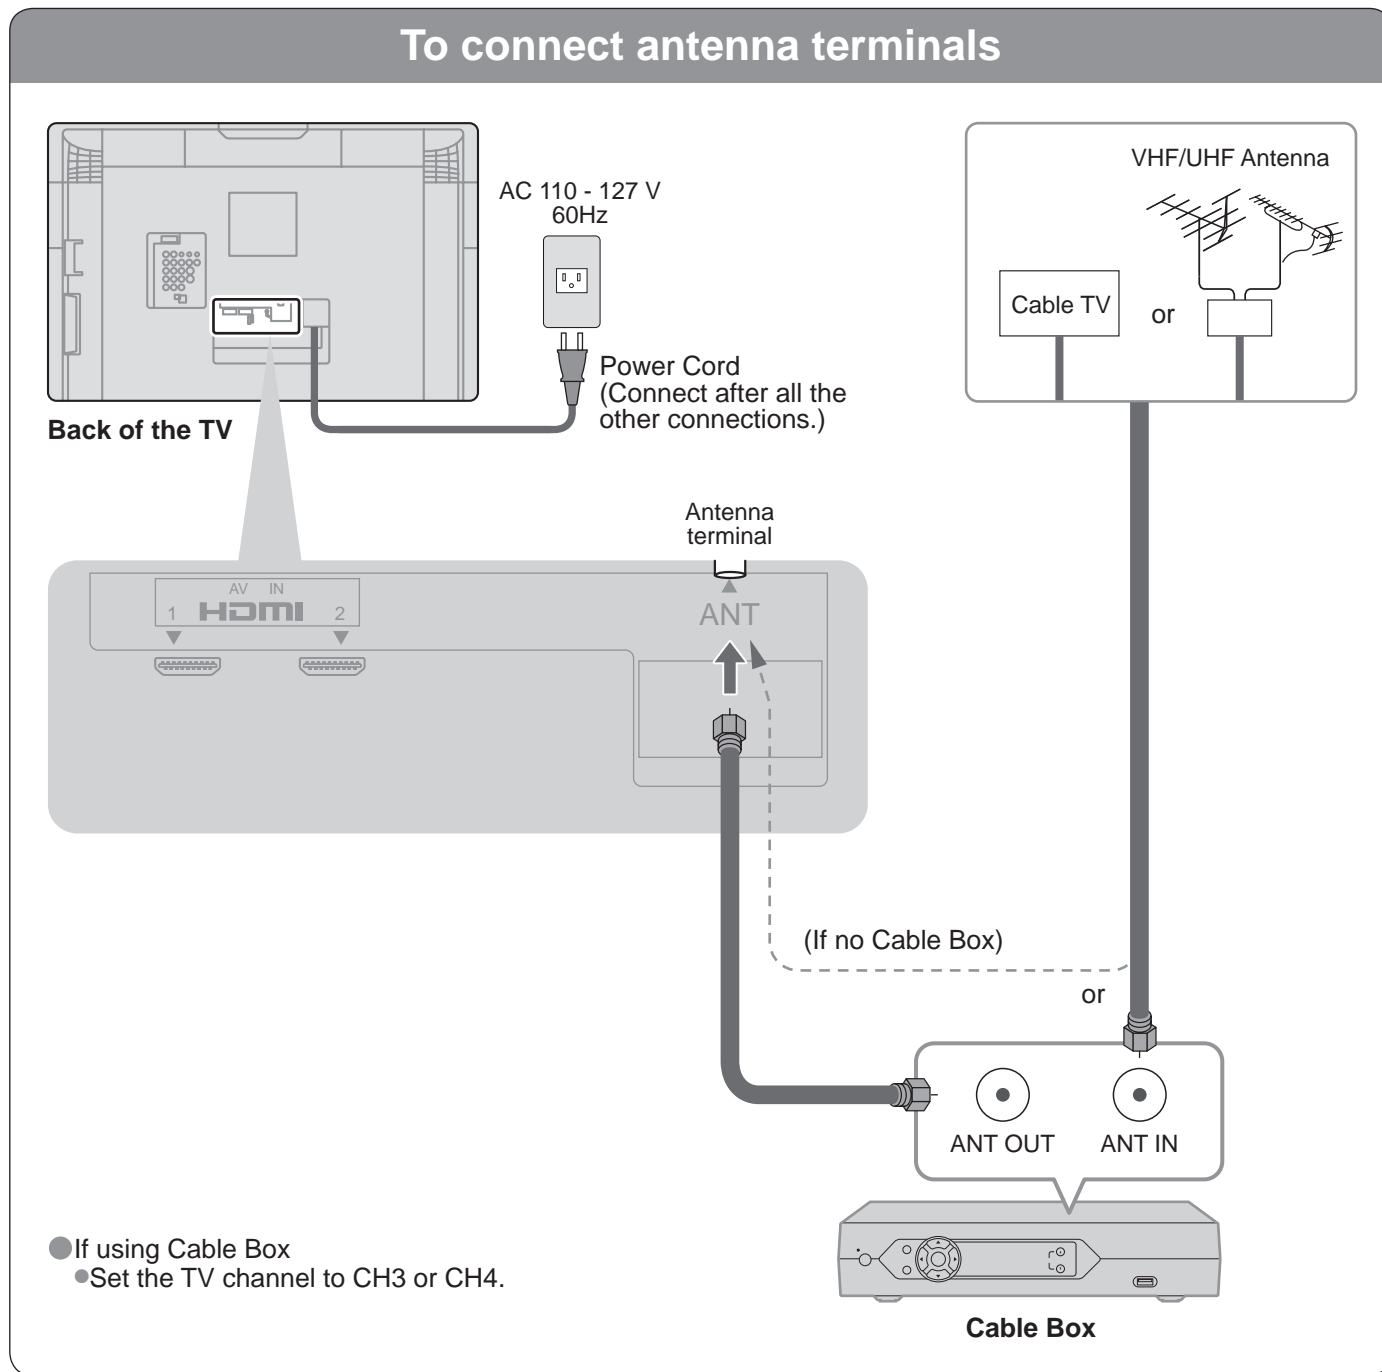 To connect antenna terminals
VHF/UHF Antenna
AC 110 - 127 V
60Hz
Cable TV
or
Power Cord
(Connect after all the
other connections.)
Back of the TV
Antenna
terminal
AV IN
1 HDMI 2
ANT
(If no Cable Box)
or
ANT OUT ANT IN
If using Cable Box
Set the TV channel to CH3 or CH4.
Cable Box